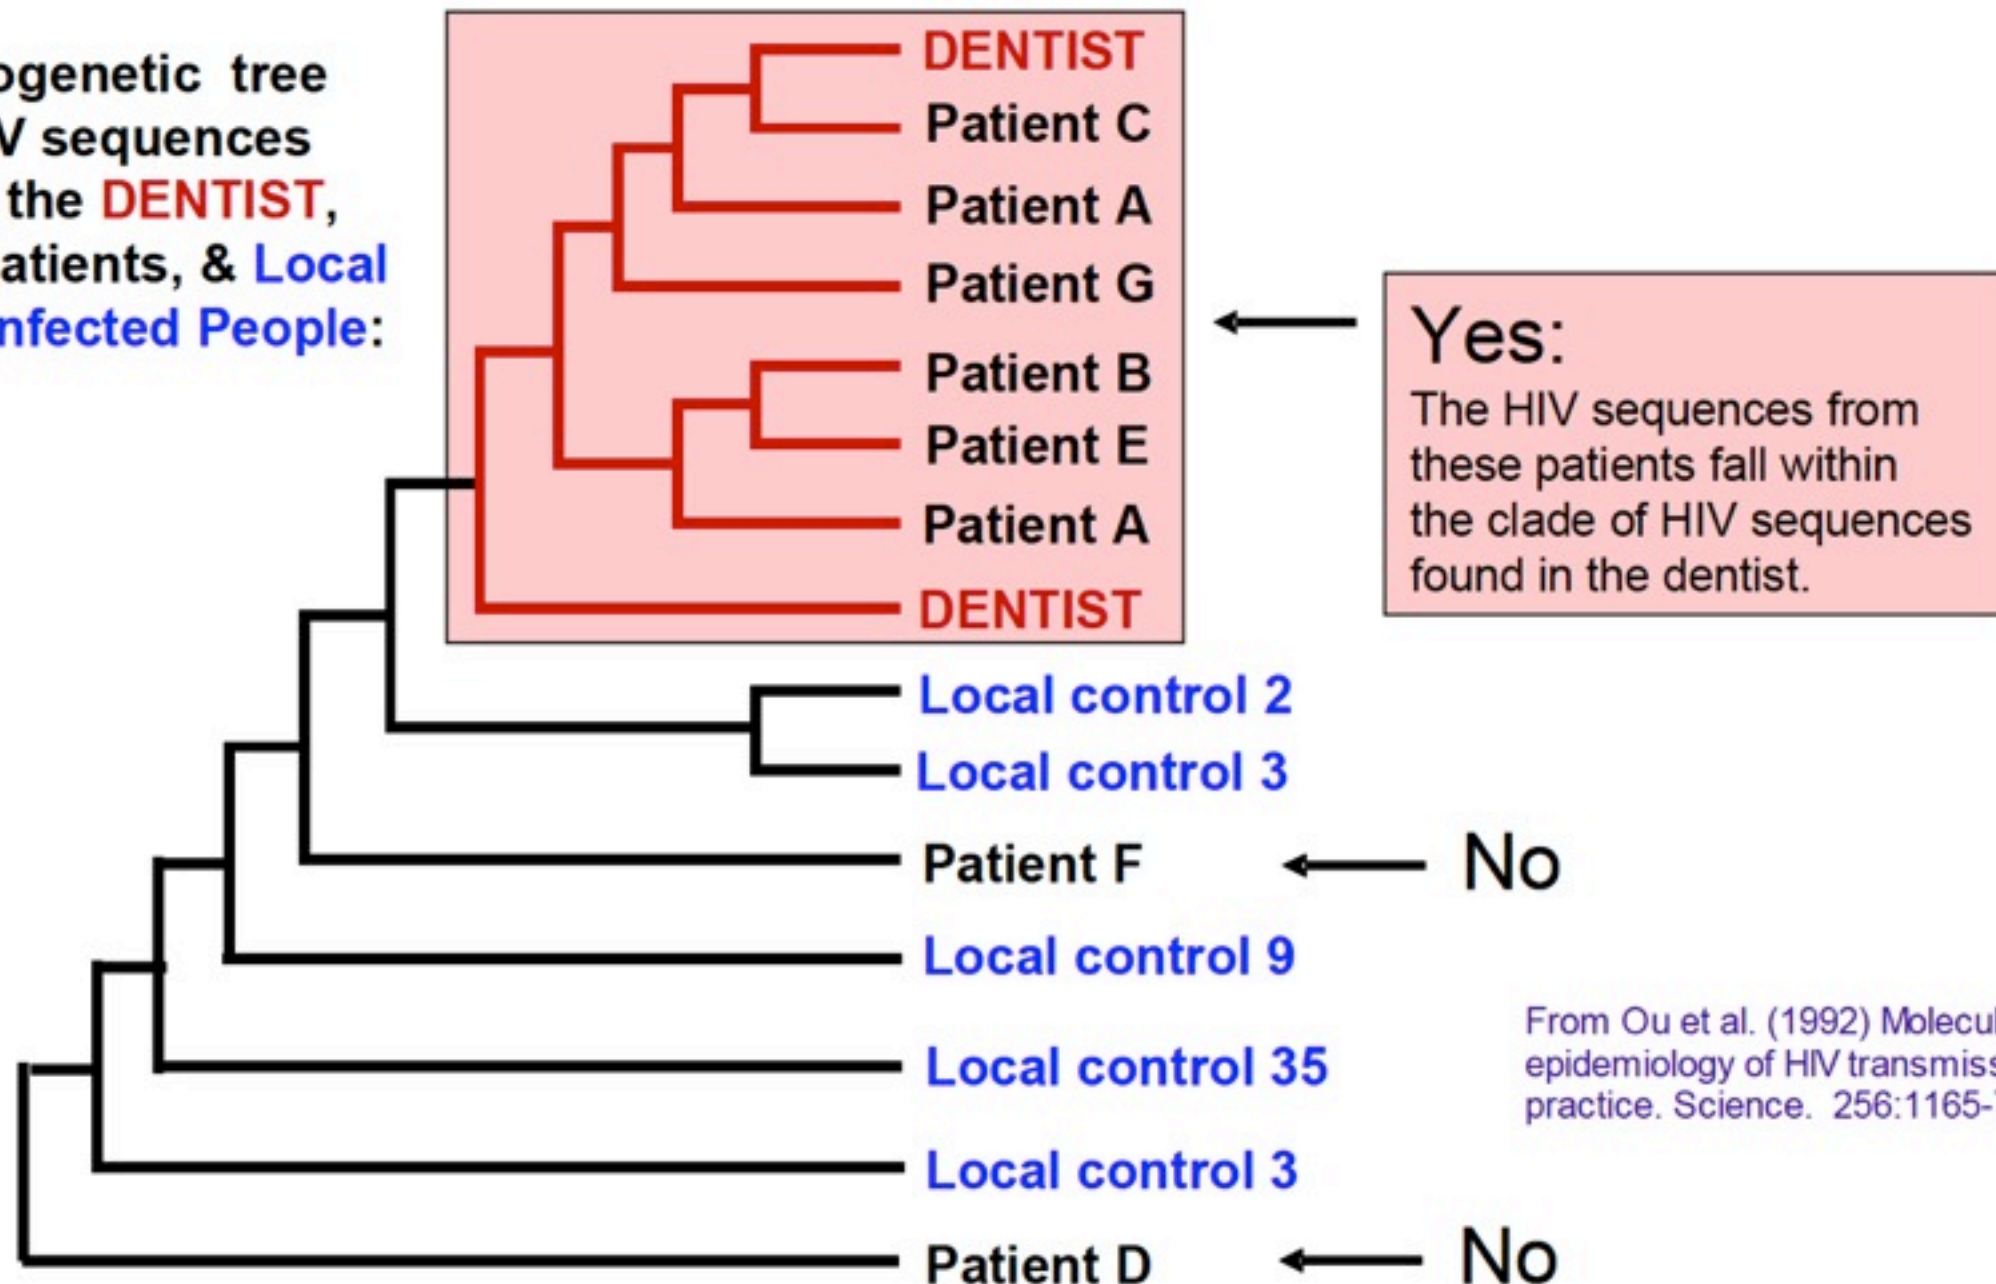 ogenetic tree
V sequences
the DENTIST,
atients, & Local
nfected People:
DENTIST
Patient C
Patient A
Patient G
Patient B
Patient E
Patient A
DENTIST
Local control 2
Local control 3
Patient F
Local control 9
Local control 35
Local control 3
Patient D
Yes:
The HIV sequences from
these patients fall within
the clade of HIV sequences
found in the dentist.
No
From Ou et al. (1992) Molecul
epidemiology of HIV transmiss
practice. Science. 256:1165-
No